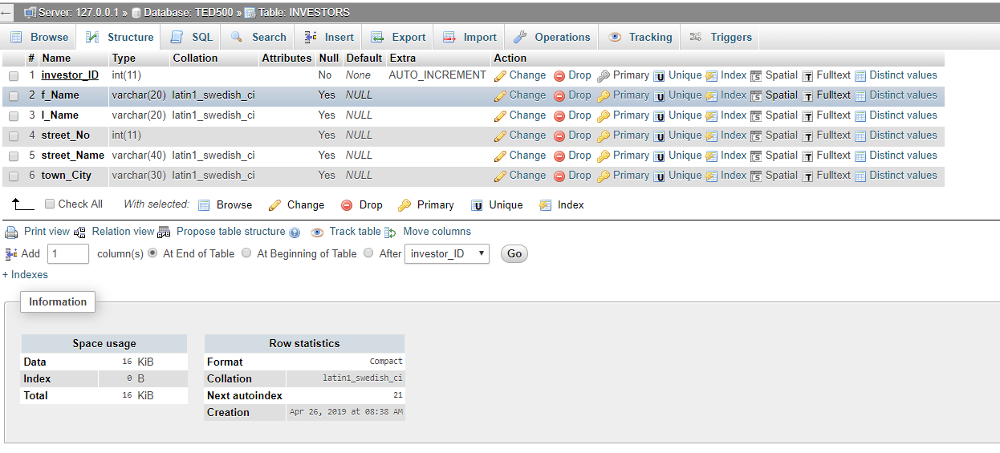 Server: 127.0.0.1 » Database: TED500 » Table: INVESTORS
Browse Structure SQL Search Insert Export Import Operations Tracking Triggers
# Name Type Collation Attributes Null Default Extra Action
1 investor_ID int(11) No None AUTO_INCREMENT Change Drop Primary Unique Index Spatial Fulltext Distinct values
2 f_Name varchar(20) latin1_swedish_ci Yes NULL Change Drop Primary Unique Index Spatial Fulltext Distinct values
3 l_Name varchar(20) latin1_swedish_ci Yes NULL Change Drop Primary Unique Index Spatial Fulltext Distinct values
4 street_No int(11) Yes NULL Change Drop Primary Unique Index Spatial Fulltext Distinct values
5 street_Name varchar(40) latin1_swedish_ci Yes NULL Change Drop Primary Unique Index Spatial Fulltext Distinct values
6 town_City varchar(30) latin1_swedish_ci Yes NULL Change Drop Primary Unique Index Spatial Fulltext Distinct values
Check All With selected: Browse Change Drop Primary Unique Index
Print view Relation view Propose table structure Track table Move columns
Add 1 column(s) At End of Table At Beginning of Table After investor_ID Go
+ Indexes
Information
Space usage
Data 16 KiB
Index 0 B
Total 16 KiB
Row statistics
Format Compact
Collation latin1_swedish_ci
Next autoindex 21
Creation Apr 26, 2019 at 08:38 AM